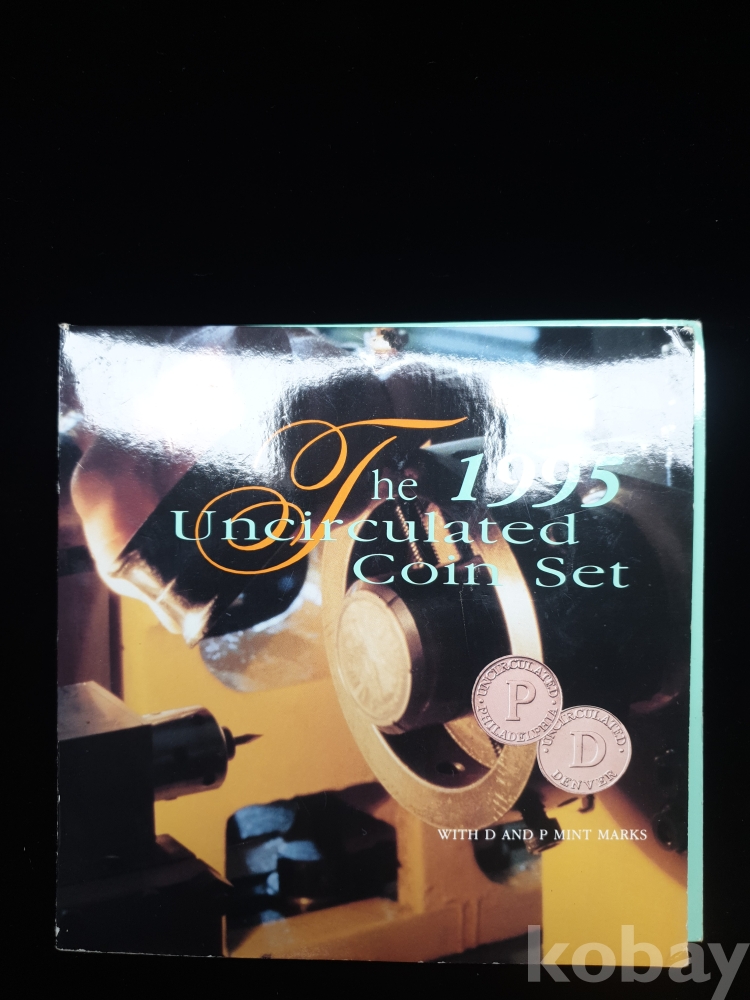 The 1995
Uncirculated
Coin Set
UNCIRCULATED
P
PHILADELPHIA
UNCIRCULATED
D
DENVER
WITH D AND P MINT MARKS
kobay